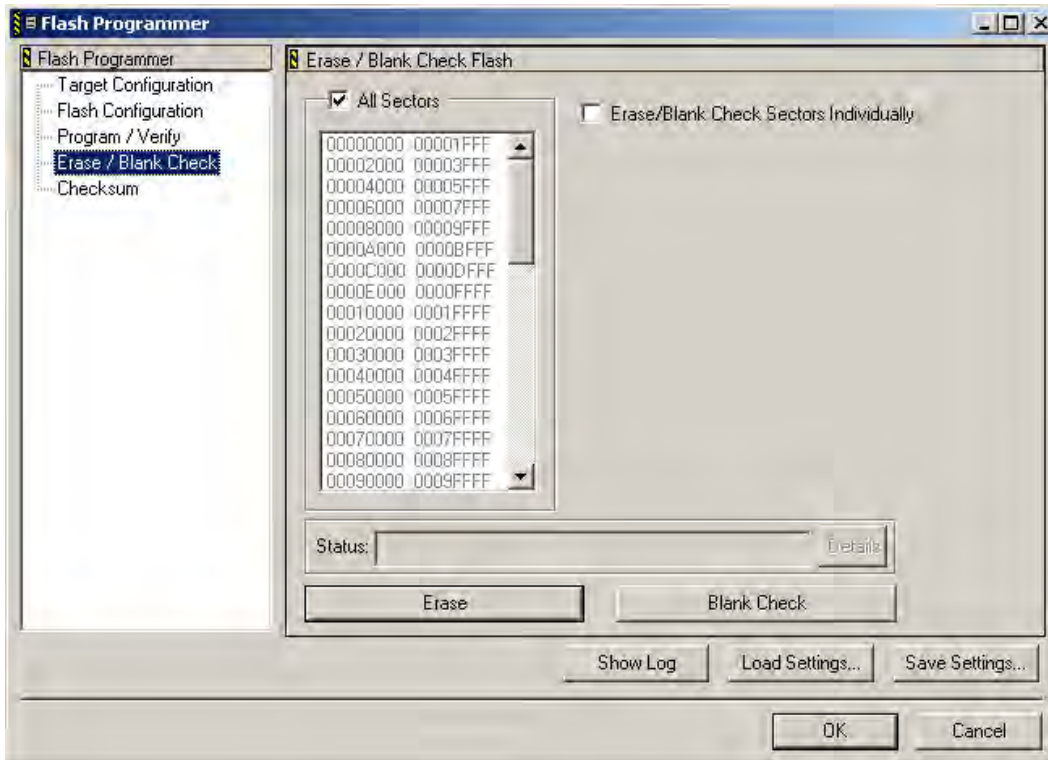 Flash Programmer
Flash Programmer
Target Configuration
Flash Configuration
Program / Verify
Erase / Blank Check
Checksum
Erase / Blank Check Flash
All Sectors
Erase/Blank Check Sectors Individually
00000000 00001FFF
00002000 00003FFF
00004000 00005FFF
00006000 00007FFF
00008000 00009FFF
0000A000 0000BFFF
0000C000 0000DFFF
0000E000 0000FFFF
00010000 0001FFFF
00020000 0002FFFF
00030000 0003FFFF
00040000 0004FFFF
00050000 0005FFFF
00060000 0006FFFF
00070000 0007FFFF
00080000 0008FFFF
00090000 0009FFFF
Status:
Details
Erase
Blank Check
Show Log
Load Settings...
Save Settings...
OK
Cancel